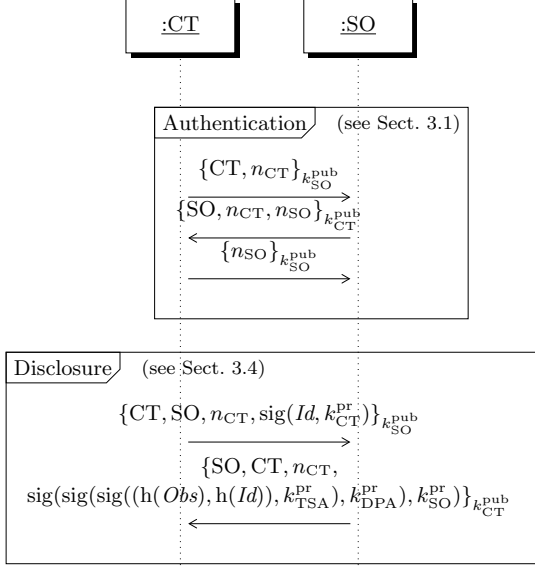 :CT :SO
Authentication (see Sect. 3.1)
{CT, n_CT}_{k_SO^pub}
{SO, n_CT, n_SO}_{k_CT^pub}
{n_SO}_{k_SO^pub}
Disclosure (see Sect. 3.4)
{CT, SO, n_CT, sig(Id, k_CT^pr)}_{k_SO^pub}
{SO, CT, n_CT,
sig(sig(sig((h(Obs), h(Id)), k_TSA^pr), k_DPA^pr), k_SO^pr)}_{k_CT^pub}